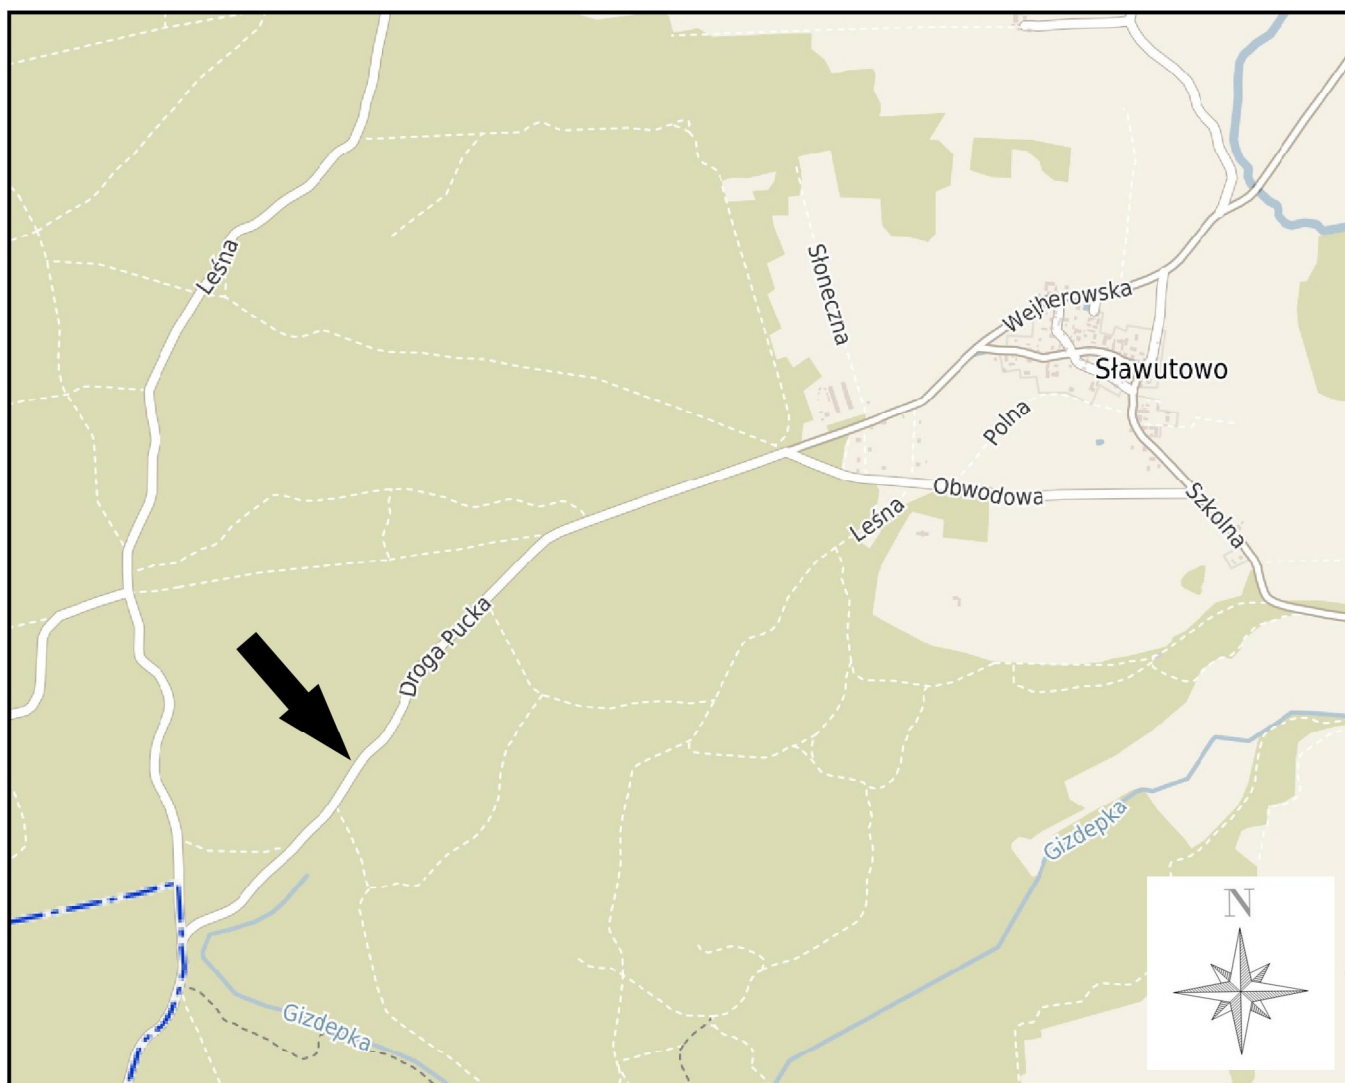 Leśna
Słoneczna
Wejherowska
Sławutowo
Polna
Obwodowa
Leśna
Szkolna
Droga Pucka
Gizdepka
N
Gizdepka